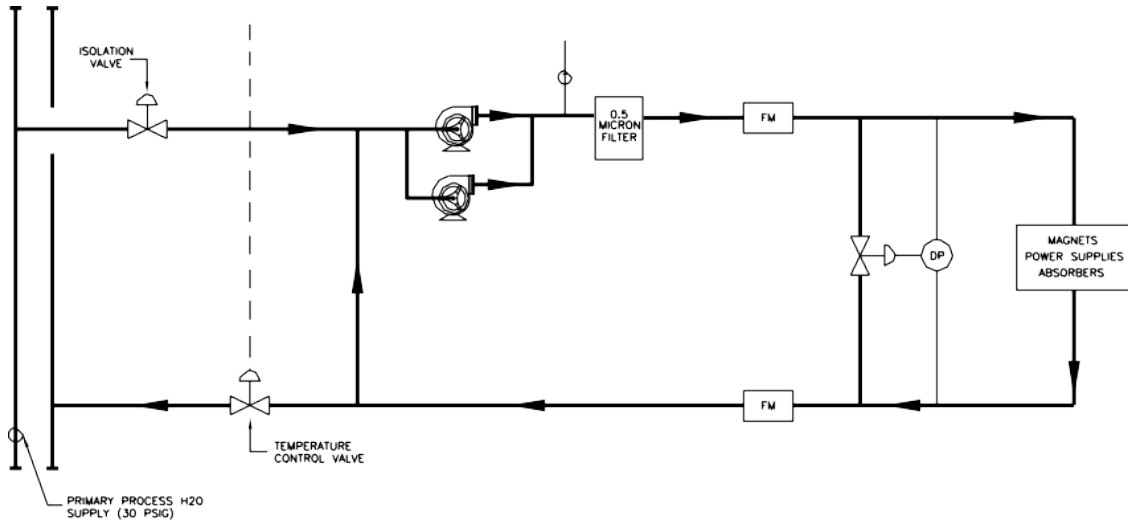 ISOLATION
VALVE
0.5
MICRON
FILTER
FM
DP
MAGNETS
POWER SUPPLIES
ABSORBERS
FM
TEMPERATURE
CONTROL VALVE
PRIMARY PROCESS H2O
SUPPLY (30 PSIG)